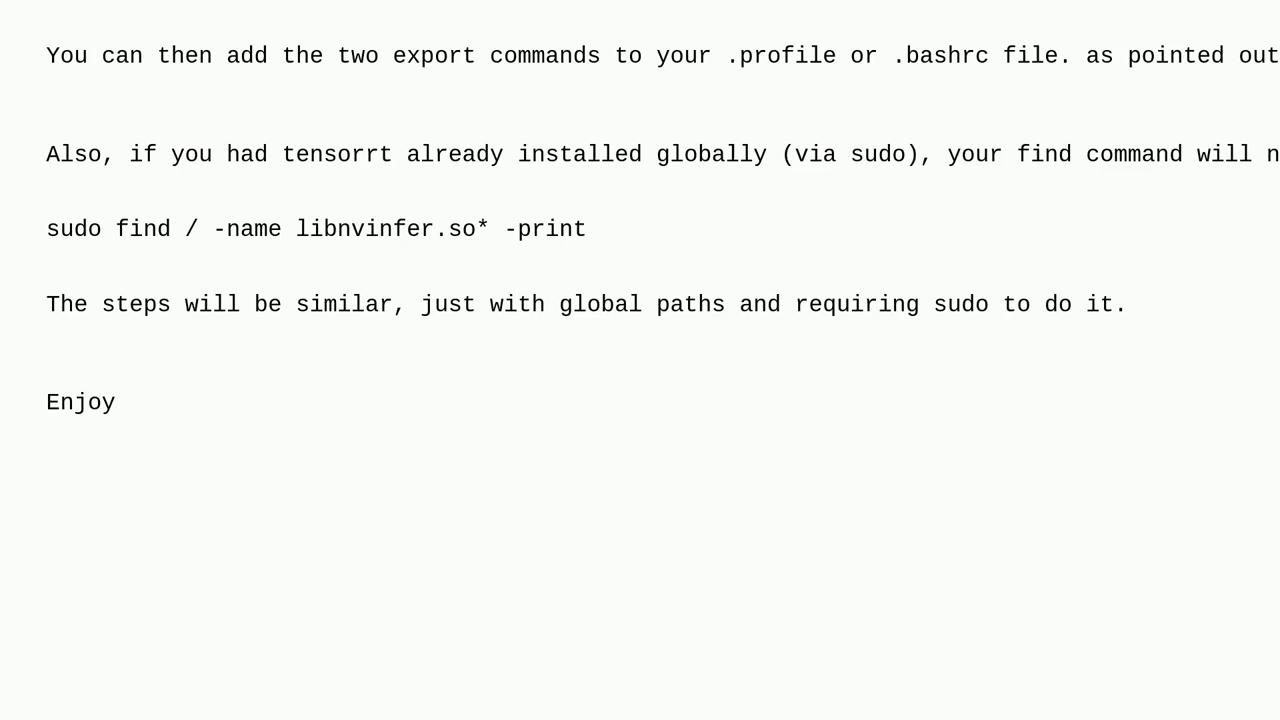 You can then add the two export commands to your .profile or .bashrc file. as pointed out
Also, if you had tensorrt already installed globally (via sudo), your find command will
sudo find / -name libnvinfer.so* -print
The steps will be similar, just with global paths and requiring sudo to do it.
Enjoy